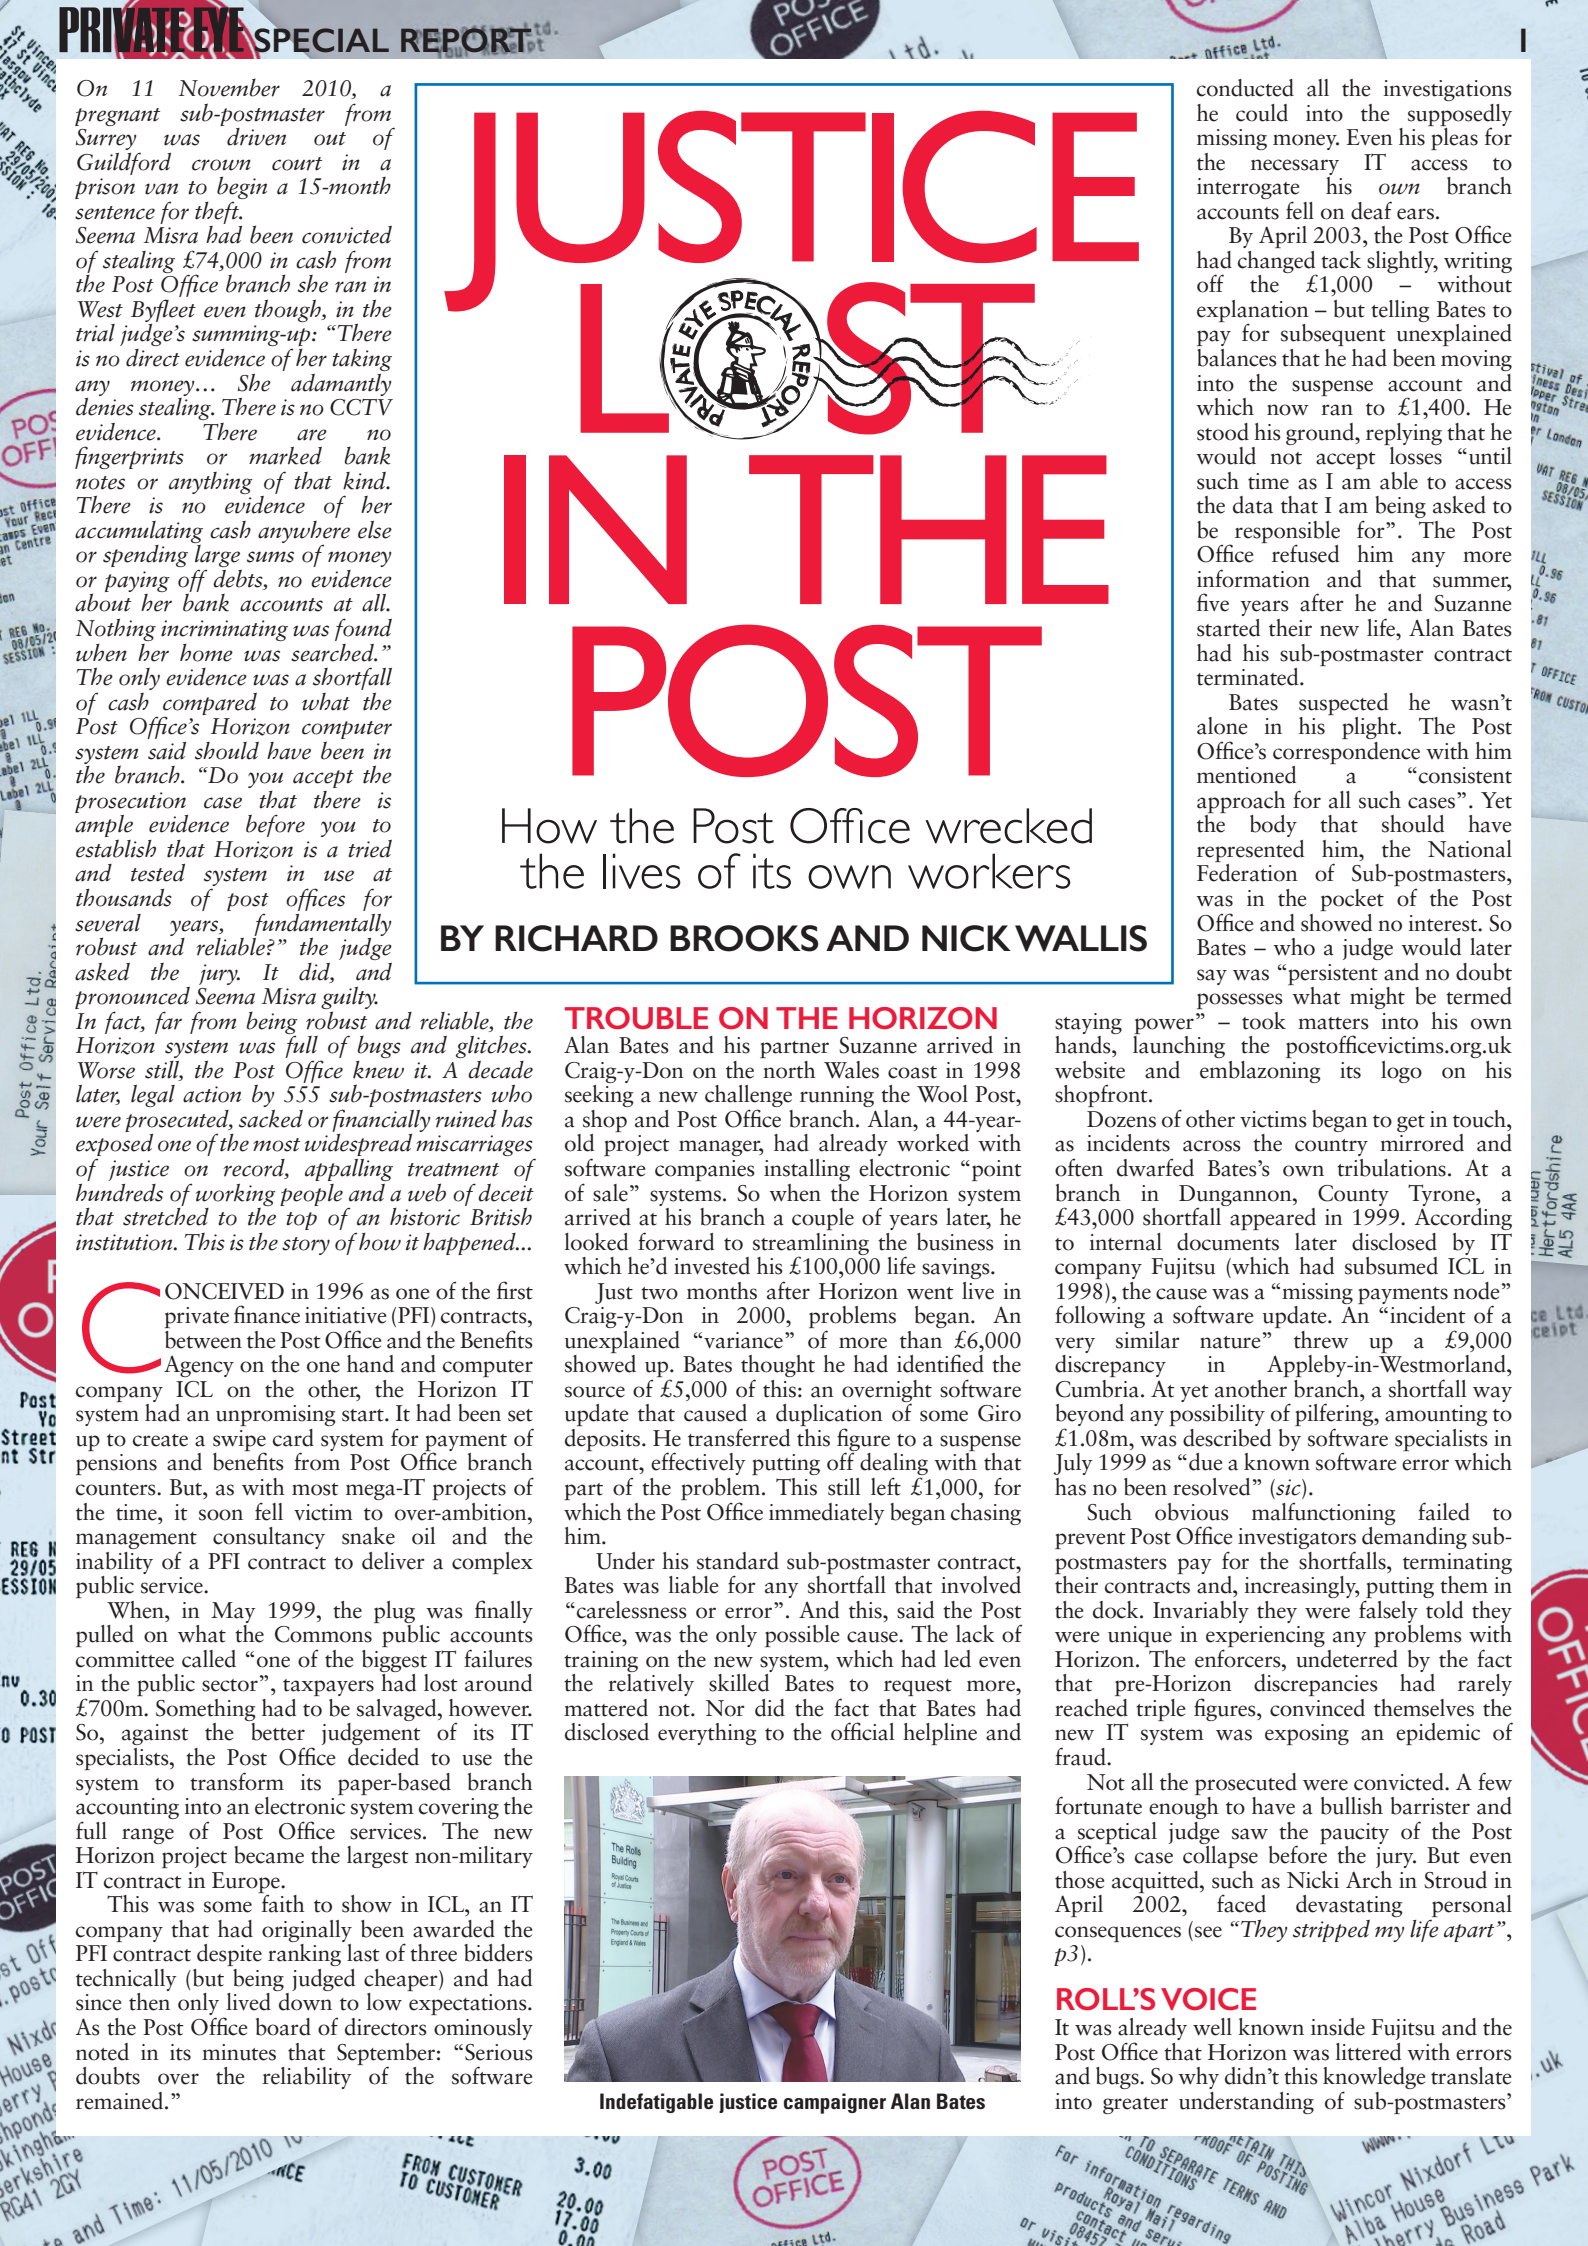 PRIVATE EYE SPECIAL REPORT
I
On 11 November 2010, a
pregnant sub-postmaster from
Surrey was driven out of
Guildford crown court in a
prison van to begin a 15-month
sentence for theft.
Seema Misra had been convicted
of stealing £74,000 in cash from
the Post Office branch she ran in
West Byfleet even though, in the
trial judge's summing-up: “There
is no direct evidence of her taking
any money… She adamantly
denies stealing. There is no CCTV
evidence. There are no
fingerprints or marked bank
notes or anything of that kind.
There is no evidence of her
accumulating cash anywhere else
or spending large sums of money
or paying off debts, no evidence
about her bank accounts at all.
Nothing incriminating was found
when her home was searched.”
The only evidence was a shortfall
of cash compared to what the
Post Office's Horizon computer
system said should have been in
the branch. “Do you accept the
prosecution case that there is
ample evidence before you to
establish that Horizon is a tried
and tested system in use at
thousands of post offices for
several years, fundamentally
robust and reliable?” the judge
asked the jury. It did, and
pronounced Seema Misra guilty.
In fact, far from being robust and reliable, the
Horizon system was full of bugs and glitches.
Worse still, the Post Office knew it. A decade
later, legal action by 555 sub-postmasters who
were prosecuted, sacked or financially ruined has
exposed one of the most widespread miscarriages
of justice on record, appalling treatment of
hundreds of working people and a web of deceit
that stretched to the top of an historic British
institution. This is the story of how it happened...
CONCEIVED in 1996 as one of the first
private finance initiative (PFI) contracts,
between the Post Office and the Benefits
Agency on the one hand and computer
company ICL on the other, the Horizon IT
system had an unpromising start. It had been set
up to create a swipe card system for payment of
pensions and benefits from Post Office branch
counters. But, as with most mega-IT projects of
the time, it soon fell victim to over-ambition,
management consultancy snake oil and the
inability of a PFI contract to deliver a complex
public service.
When, in May 1999, the plug was finally
pulled on what the Commons public accounts
committee called “one of the biggest IT failures
in the public sector”, taxpayers had lost around
£700m. Something had to be salvaged, however.
So, against the better judgement of its IT
specialists, the Post Office decided to use the
system to transform its paper-based branch
accounting into an electronic system covering the
full range of Post Office services. The new
Horizon project became the largest non-military
IT contract in Europe.
This was some faith to show in ICL, an IT
company that had originally been awarded the
PFI contract despite ranking last of three bidders
technically (but being judged cheaper) and had
since then only lived down to low expectations.
As the Post Office board of directors ominously
noted in its minutes that September: “Serious
doubts over the reliability of the software
remained.”
JUSTICE
LOST
IN THE
POST
PRIVATE EYE SPECIAL REPORT
How the Post Office wrecked
the lives of its own workers
BY RICHARD BROOKS AND NICK WALLIS
TROUBLE ON THE HORIZON
Alan Bates and his partner Suzanne arrived in
Craig-y-Don on the north Wales coast in 1998
seeking a new challenge running the Wool Post,
a shop and Post Office branch. Alan, a 44-year-
old project manager, had already worked with
software companies installing electronic “point
of sale” systems. So when the Horizon system
arrived at his branch a couple of years later, he
looked forward to streamlining the business in
which he'd invested his £100,000 life savings.
Just two months after Horizon went live in
Craig-y-Don in 2000, problems began. An
unexplained “variance” of more than £6,000
showed up. Bates thought he had identified the
source of £5,000 of this: an overnight software
update that caused a duplication of some Giro
deposits. He transferred this figure to a suspense
account, effectively putting off dealing with that
part of the problem. This still left £1,000, for
which the Post Office immediately began chasing
him.
Under his standard sub-postmaster contract,
Bates was liable for any shortfall that involved
“carelessness or error”. And this, said the Post
Office, was the only possible cause. The lack of
training on the new system, which had led even
the relatively skilled Bates to request more,
mattered not. Nor did the fact that Bates had
disclosed everything to the official helpline and
The Rolls
Building
Royal Courts
of Justice
The Business and
Property Courts of
England & Wales
Indefatigable justice campaigner Alan Bates
conducted all the investigations
he could into the supposedly
missing money. Even his pleas for
the necessary IT access to
interrogate his own branch
accounts fell on deaf ears.
By April 2003, the Post Office
had changed tack slightly, writing
off the £1,000 – without
explanation – but telling Bates to
pay for subsequent unexplained
balances that he had been moving
into the suspense account and
which now ran to £1,400. He
stood his ground, replying that he
would not accept losses “until
such time as I am able to access
the data that I am being asked to
be responsible for”. The Post
Office refused him any more
information and that summer,
five years after he and Suzanne
started their new life, Alan Bates
had his sub-postmaster contract
terminated.
Bates suspected he wasn't
alone in his plight. The Post
Office's correspondence with him
mentioned a “consistent
approach for all such cases”. Yet
the body that should have
represented him, the National
Federation of Sub-postmasters,
was in the pocket of the Post
Office and showed no interest. So
Bates – who a judge would later
say was “persistent and no doubt
possesses what might be termed
staying power” – took matters into his own
hands, launching the postofficevictims.org.uk
website and emblazoning its logo on his
shopfront.
Dozens of other victims began to get in touch,
as incidents across the country mirrored and
often dwarfed Bates's own tribulations. At a
branch in Dungannon, County Tyrone, a
£43,000 shortfall appeared in 1999. According
to internal documents later disclosed by IT
company Fujitsu (which had subsumed ICL in
1998), the cause was a “missing payments node”
following a software update. An “incident of a
very similar nature” threw up a £9,000
discrepancy in Appleby-in-Westmorland,
Cumbria. At yet another branch, a shortfall way
beyond any possibility of pilfering, amounting to
£1.08m, was described by software specialists in
July 1999 as “due a known software error which
has no been resolved” (sic).
Such obvious malfunctioning failed to
prevent Post Office investigators demanding sub-
postmasters pay for the shortfalls, terminating
their contracts and, increasingly, putting them in
the dock. Invariably they were falsely told they
were unique in experiencing any problems with
Horizon. The enforcers, undeterred by the fact
that pre-Horizon discrepancies had rarely
reached triple figures, convinced themselves the
new IT system was exposing an epidemic of
fraud.
Not all the prosecuted were convicted. A few
fortunate enough to have a bullish barrister and
a sceptical judge saw the paucity of the Post
Office's case collapse before the jury. But even
those acquitted, such as Nicki Arch in Stroud in
April 2002, faced devastating personal
consequences (see “They stripped my life apart”,
p3).
ROLL'S VOICE
It was already well known inside Fujitsu and the
Post Office that Horizon was littered with errors
and bugs. So why didn't this knowledge translate
into greater understanding of sub-postmasters'
Post Office Ltd.
Your Self Service Receipt
and Time: 11/05/2010
FROM CUSTOMER
TO CUSTOMER
3.00
20.00
17.00
0.00
POST
OFFICE
TO SEPARATE TERMS AND
CONDITIONS
For information regarding
Royal Mail
Wincor Nixdorf Ltd
Alba House
Business Park
Road
Hertfordshire
AL5 4AA